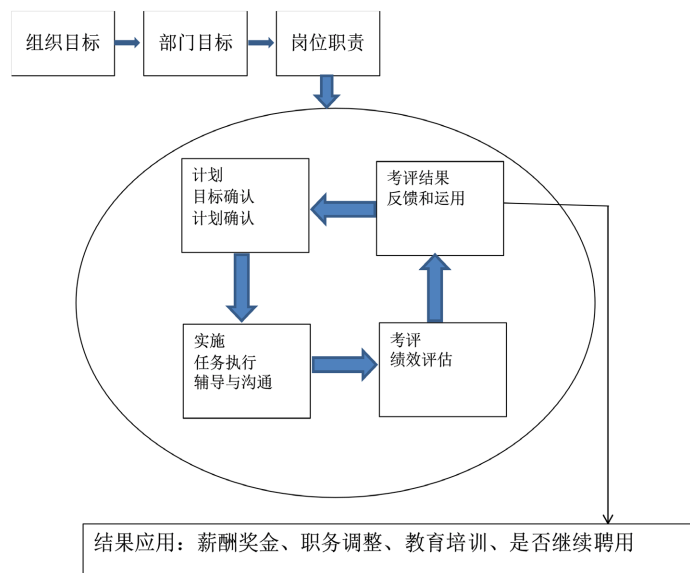 组织目标
部门目标
岗位职责
计划
目标确认
计划确认
考评结果
反馈和运用
实施
任务执行
辅导与沟通
考评
绩效评估
结果应用：薪酬奖金、职务调整、教育培训、是否继续聘用